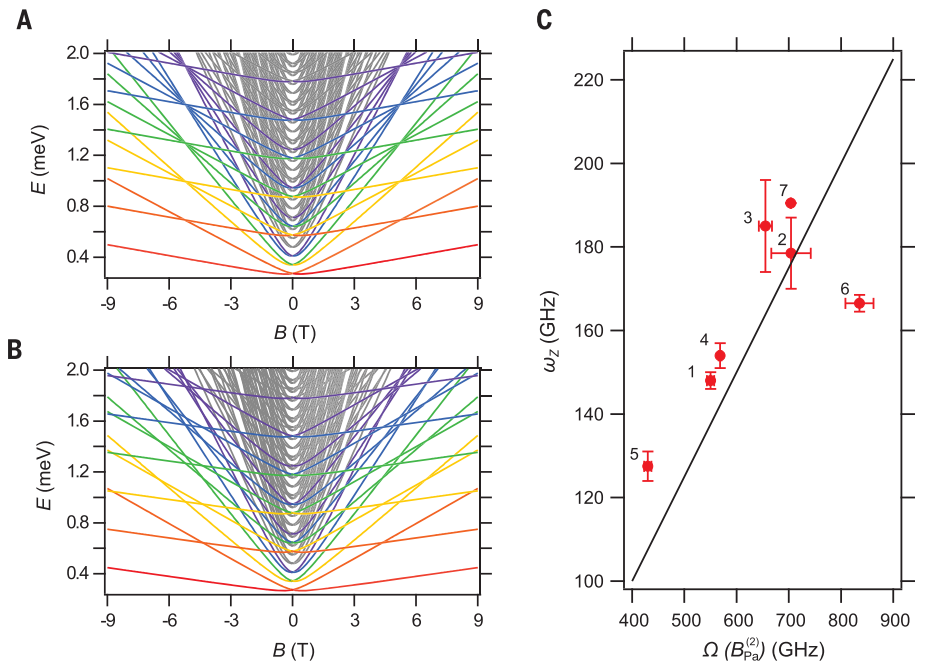 A
2.0
1.6
1.2
0.8
0.4
E (meV)
-9 -6 -3 0 3 6 9
B (T)
B
2.0
1.6
1.2
0.8
0.4
E (meV)
-9 -6 -3 0 3 6 9
B (T)
C
220
200
180
160
140
120
100
ω_Z (GHz)
7
3
2
6
4
1
5
400 500 600 700 800 900
Ω (B_Pa^(2)) (GHz)